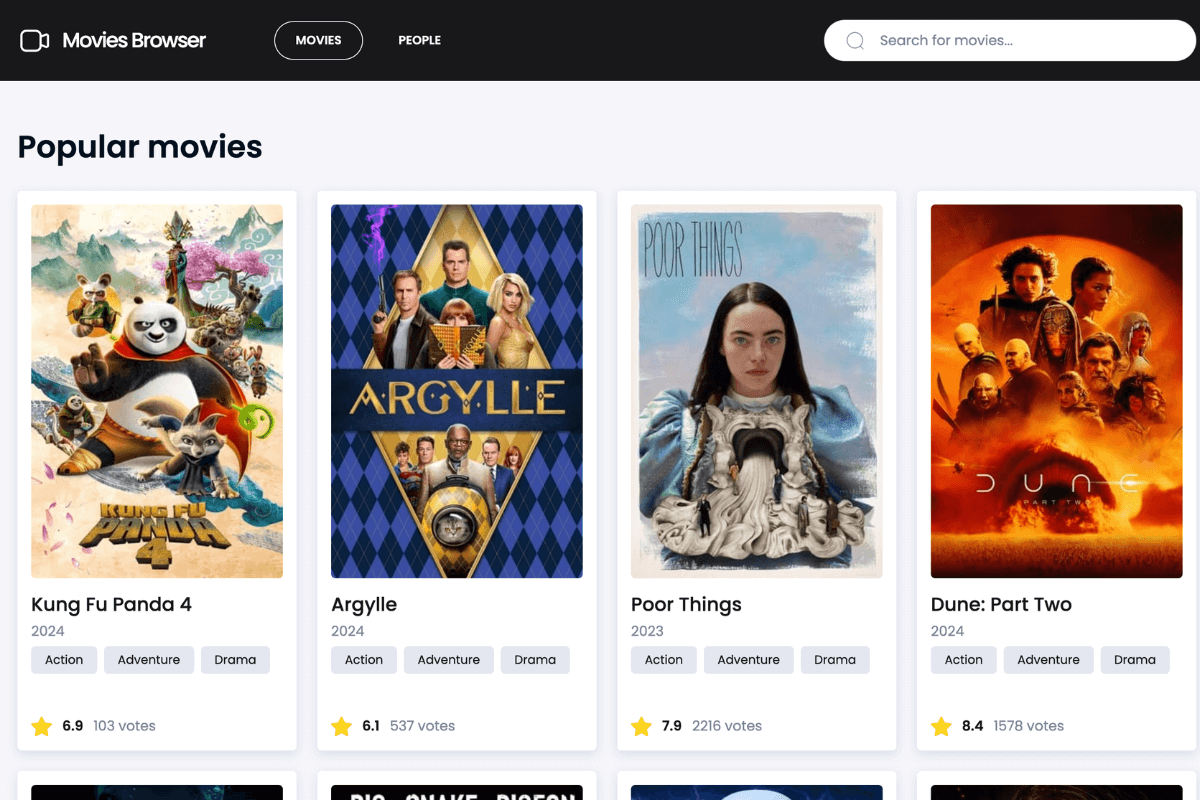 Movies Browser
MOVIES
PEOPLE
Search for movies...
Popular movies
KUNG FU
PANDA
4
Kung Fu Panda 4
2024
Action Adventure Drama
6.9 103 votes
ARGYLLE
Argylle
2024
Action Adventure Drama
6.1 537 votes
POOR THINGS
Poor Things
2023
Action Adventure Drama
7.9 2216 votes
DUNE
PART TWO
Dune: Part Two
2024
Action Adventure Drama
8.4 1578 votes